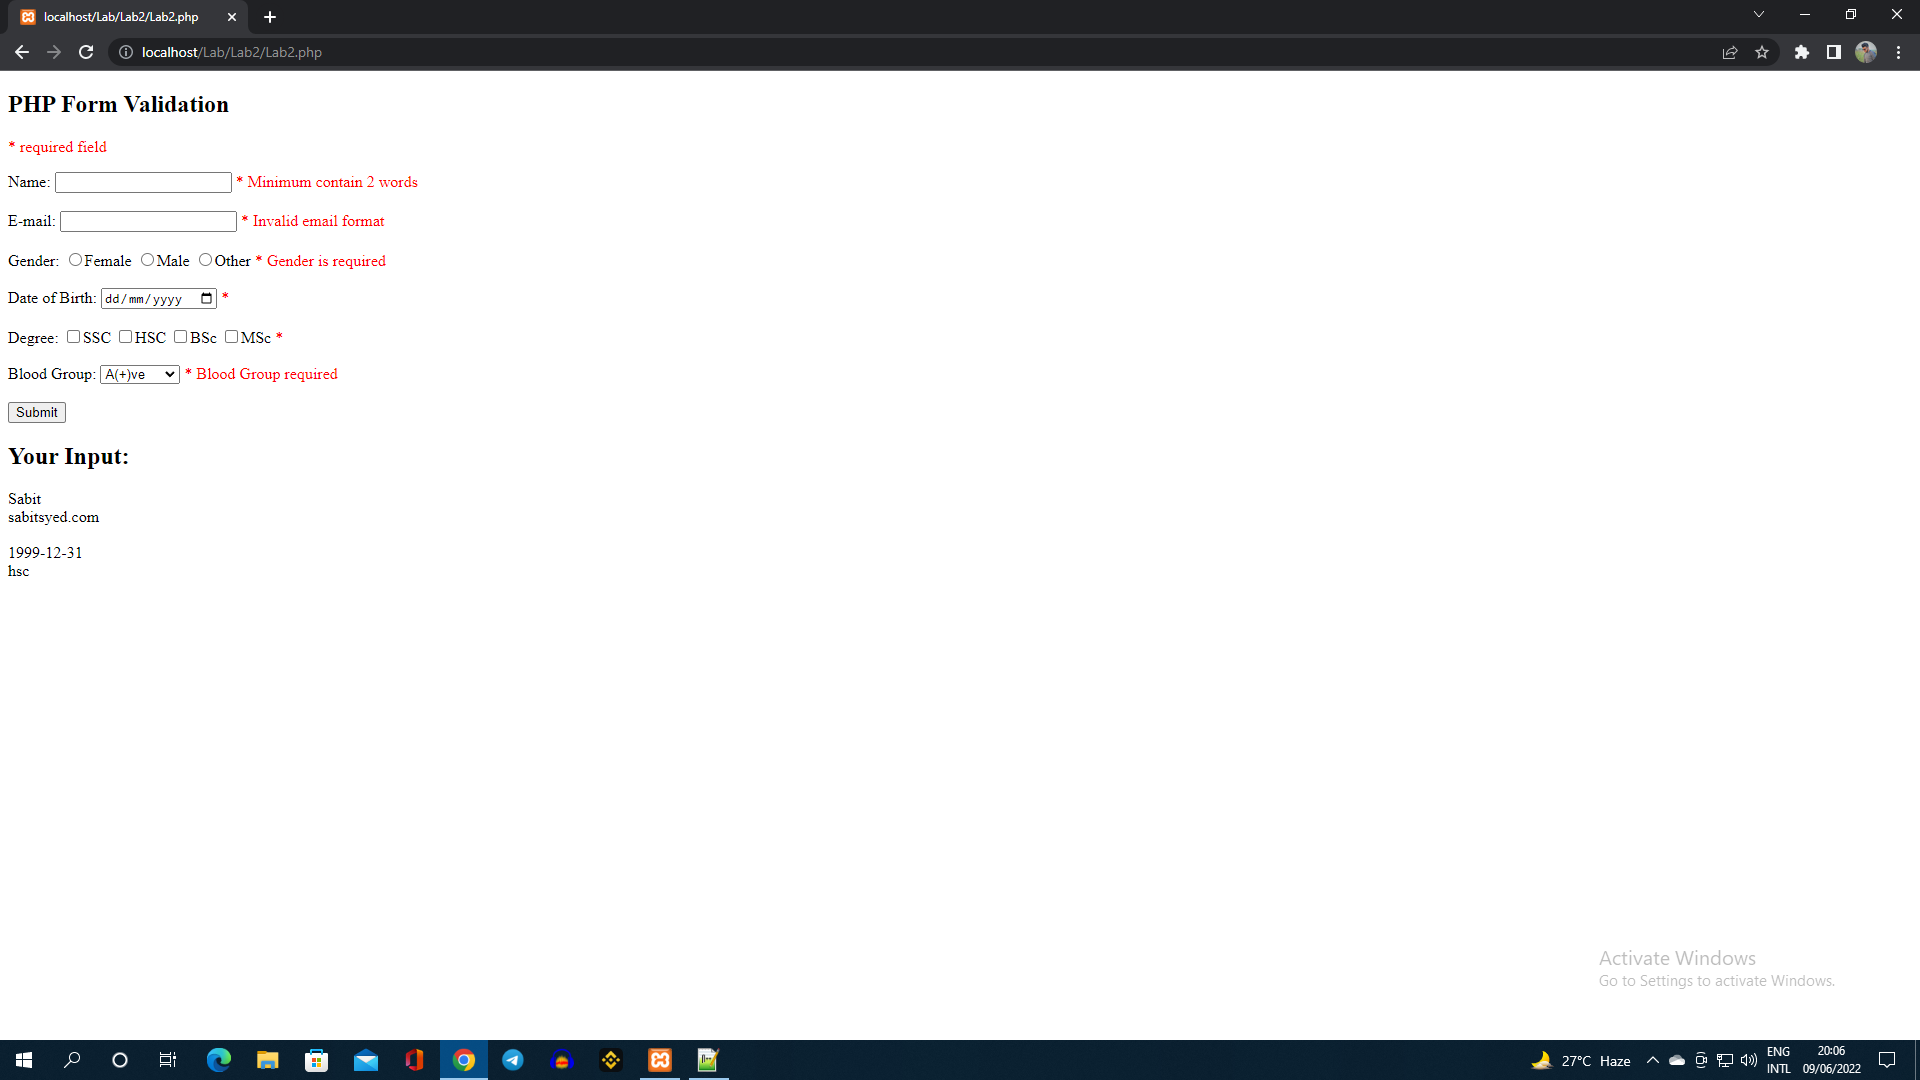 localhost/Lab/Lab2/Lab2.php
localhost/Lab/Lab2/Lab2.php
PHP Form Validation
* required field
Name: * Minimum contain 2 words
E-mail: * Invalid email format
Gender: Female Male Other * Gender is required
Date of Birth: dd/mm/yyyy *
Degree: SSC HSC BSc MSc *
Blood Group: A(+)ve * Blood Group required
Submit
Your Input:
Sabit
sabitsyed.com
1999-12-31
hsc
Activate Windows
Go to Settings to activate Windows.
27°C Haze
ENG
INTL
20:06
09/06/2022